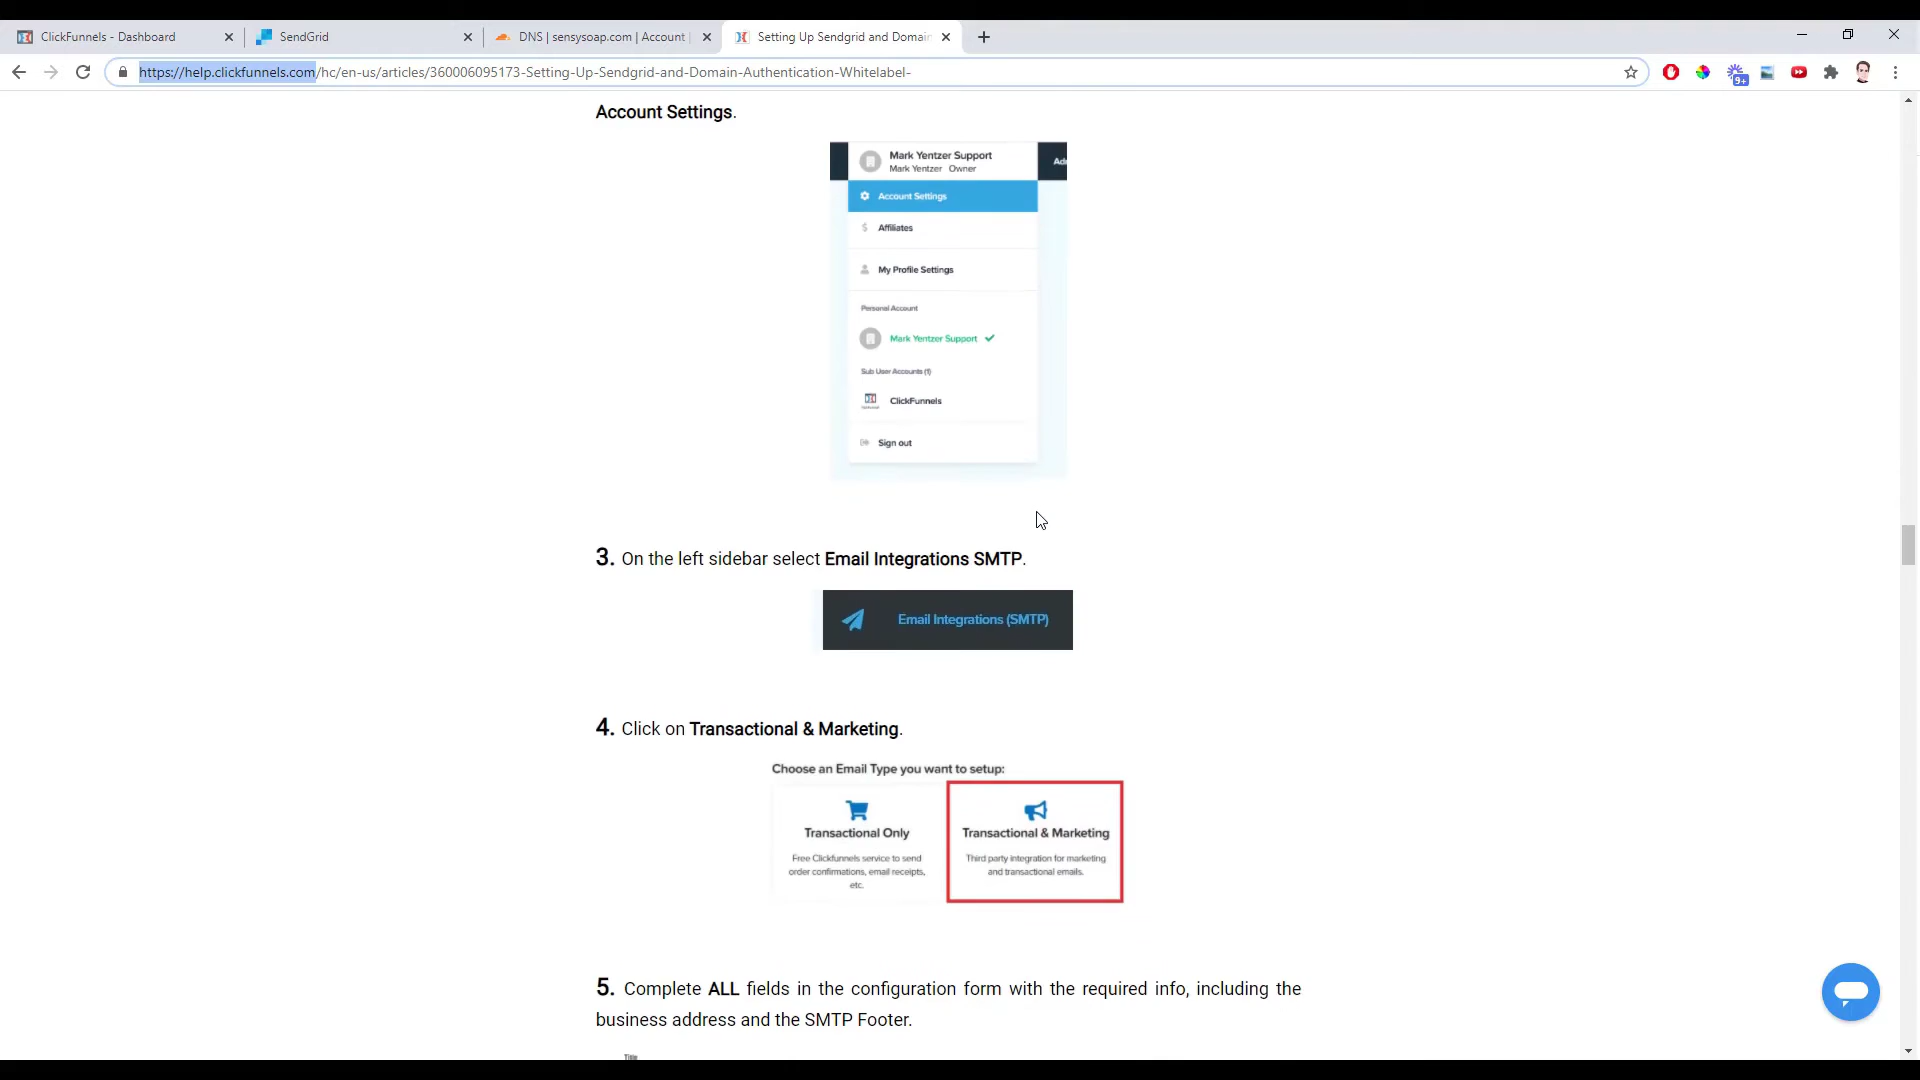 ClickFunnels - Dashboard
SendGrid
DNS | sensysoap.com | Account |
Setting Up Sendgrid and Domain
https://help.clickfunnels.com/hc/en-us/articles/360006095173-Setting-Up-Sendgrid-and-Domain-Authentication-Whitelabel-
9+
Account Settings.
Mark Yentzer Support
Mark Yentzer Owner
Account Settings
$ Affiliates
My Profile Settings
Personal Account
Mark Yentzer Support
Sub User Accounts (1)
ClickFunnels
Sign out
3. On the left sidebar select Email Integrations SMTP.
Email Integrations (SMTP)
4. Click on Transactional & Marketing.
Choose an Email Type you want to setup:
Transactional Only
Free Clickfunnels service to send
order confirmations, email receipts,
etc.
Transactional & Marketing
Third party integration for marketing
and transactional emails.
5. Complete ALL fields in the configuration form with the required info, including the
business address and the SMTP Footer.